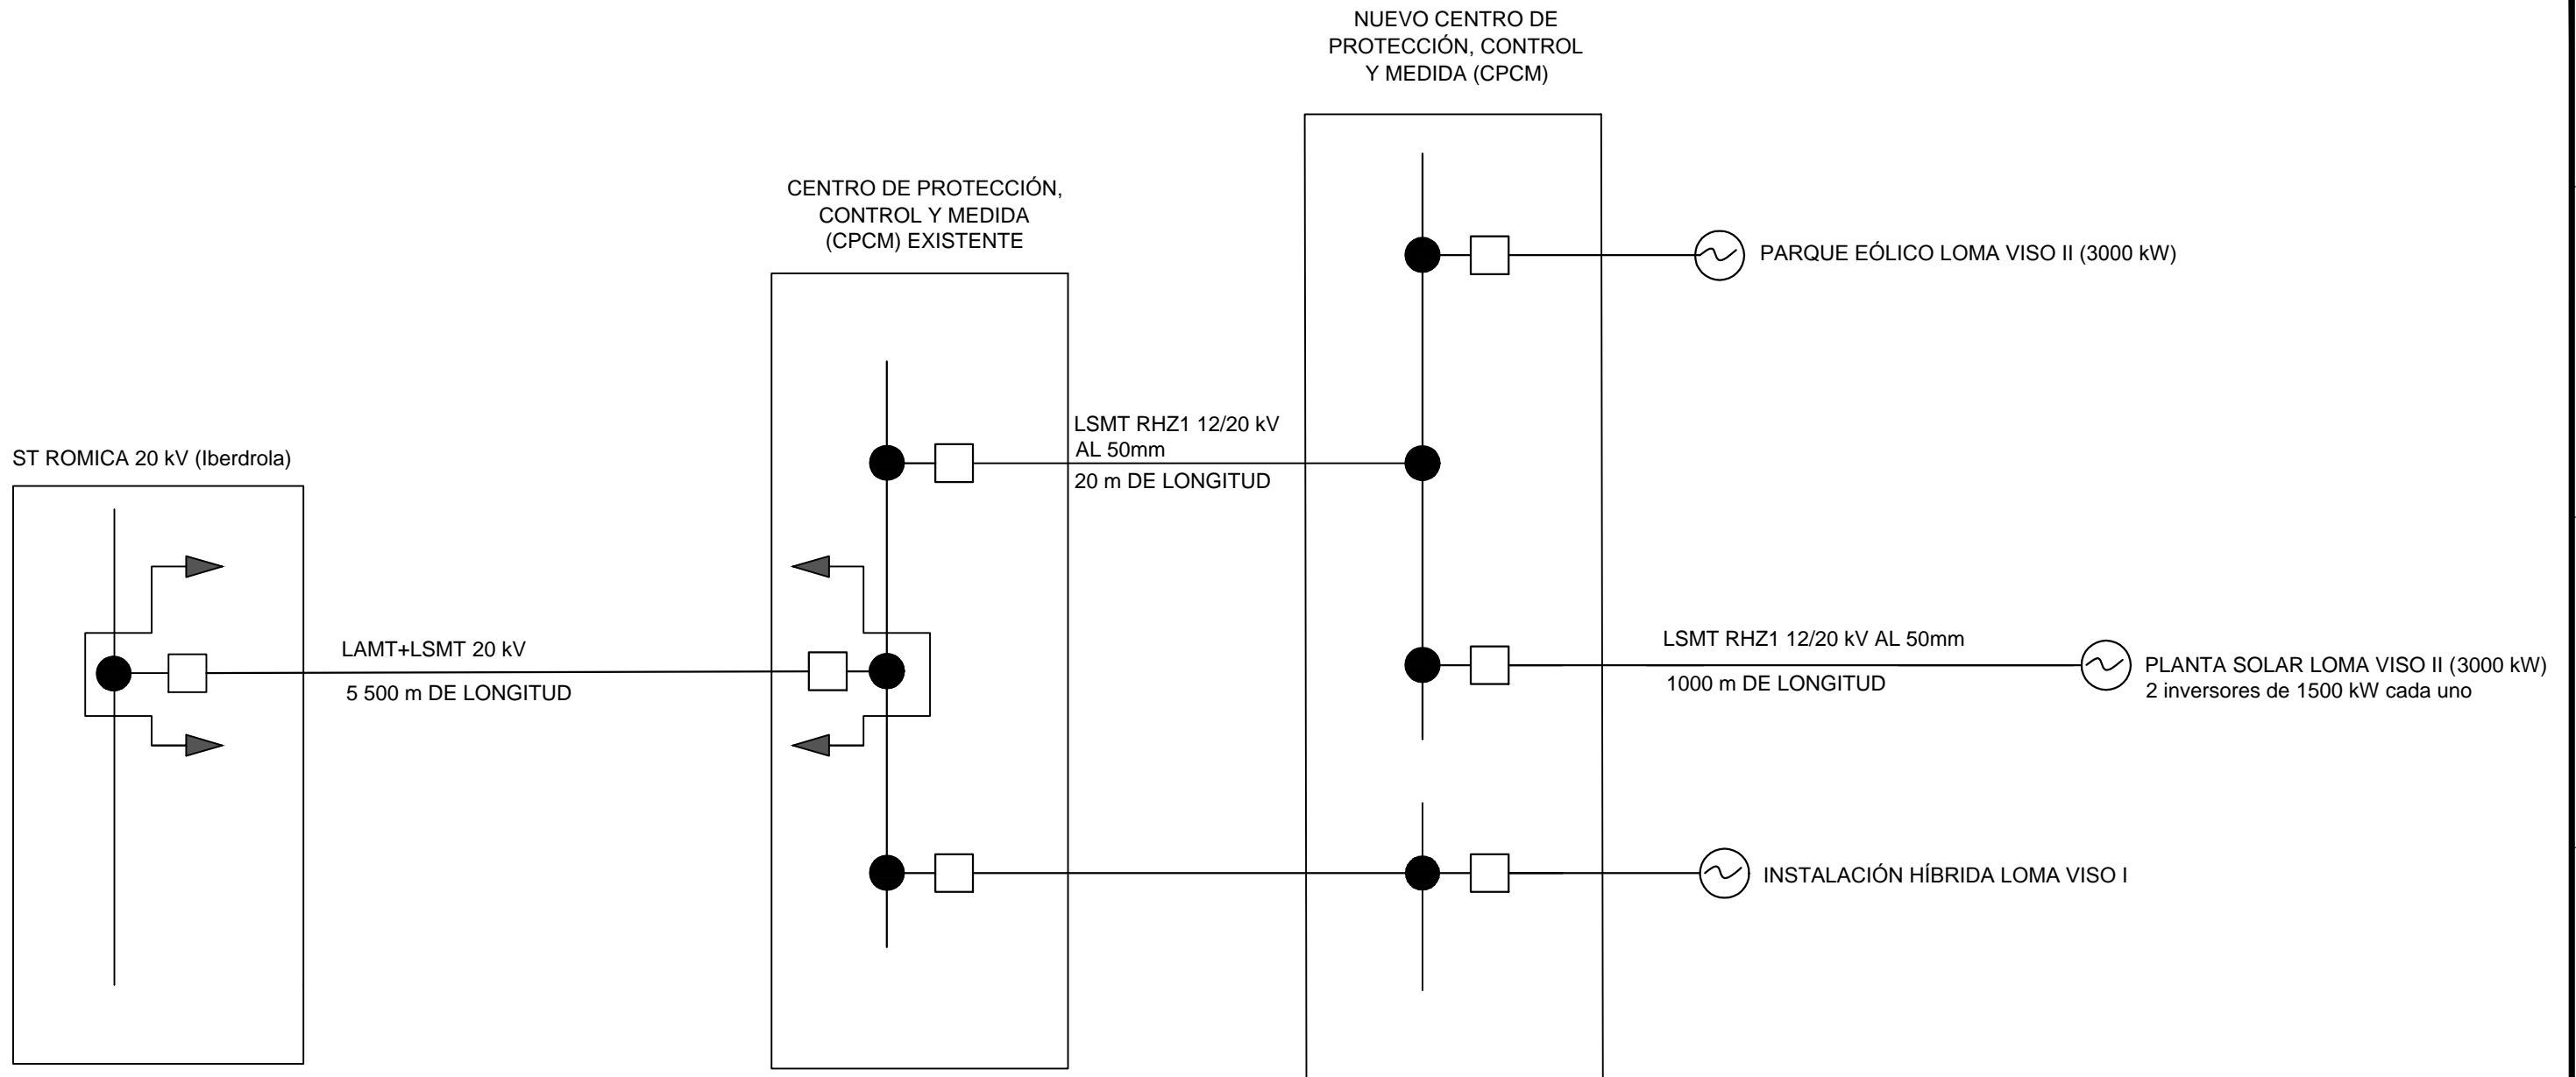 NUEVO CENTRO DE
PROTECCIÓN, CONTROL
Y MEDIDA (CPCM)
CENTRO DE PROTECCIÓN,
CONTROL Y MEDIDA
(CPCM) EXISTENTE
PARQUE EÓLICO LOMA VISO II (3000 kW)
ST ROMICA 20 kV (Iberdrola)
LSMT RHZ1 12/20 kV
AL 50mm
20 m DE LONGITUD
LAMT+LSMT 20 kV
5 500 m DE LONGITUD
LSMT RHZ1 12/20 kV AL 50mm
1000 m DE LONGITUD
PLANTA SOLAR LOMA VISO II (3000 kW)
2 inversores de 1500 kW cada uno
INSTALACIÓN HÍBRIDA LOMA VISO I